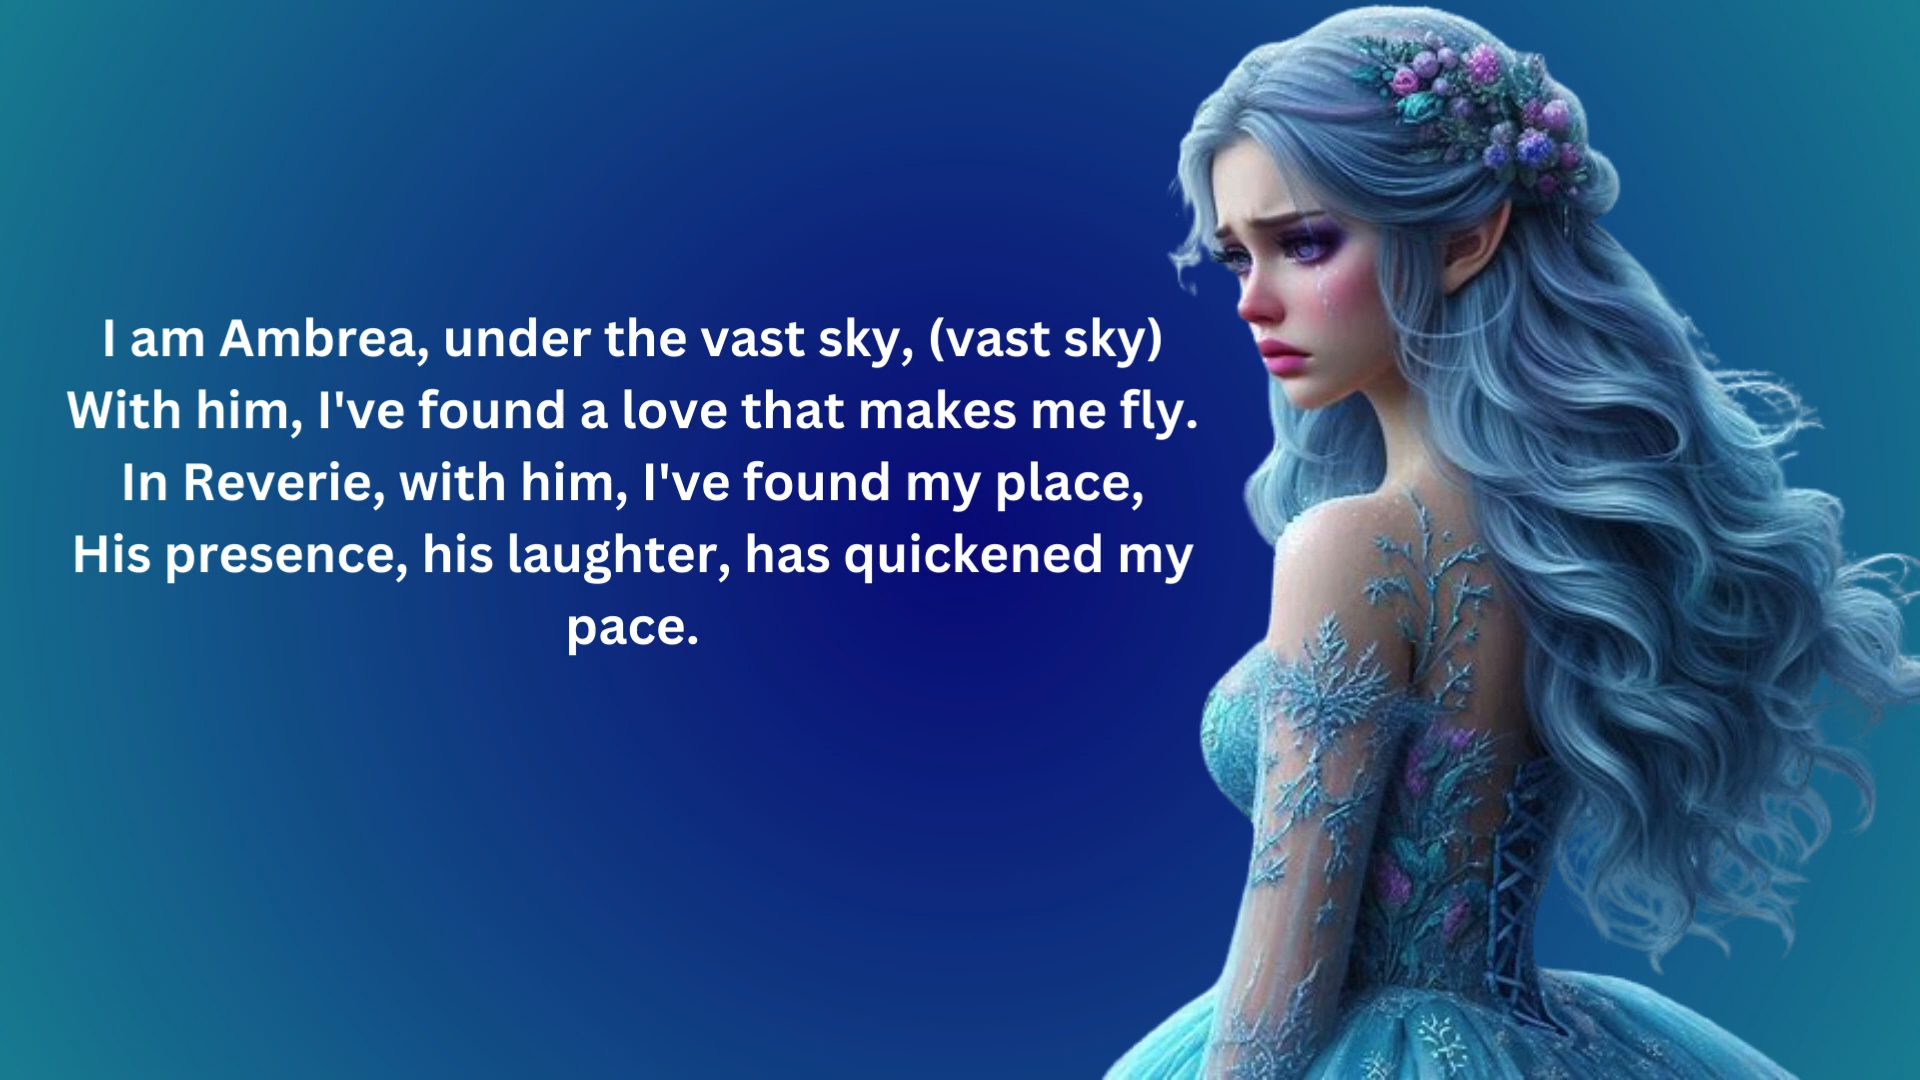 I am Ambrea, under the vast sky, (vast sky)
With him, I've found a love that makes me fly.
In Reverie, with him, I've found my place,
His presence, his laughter, has quickened my
pace.